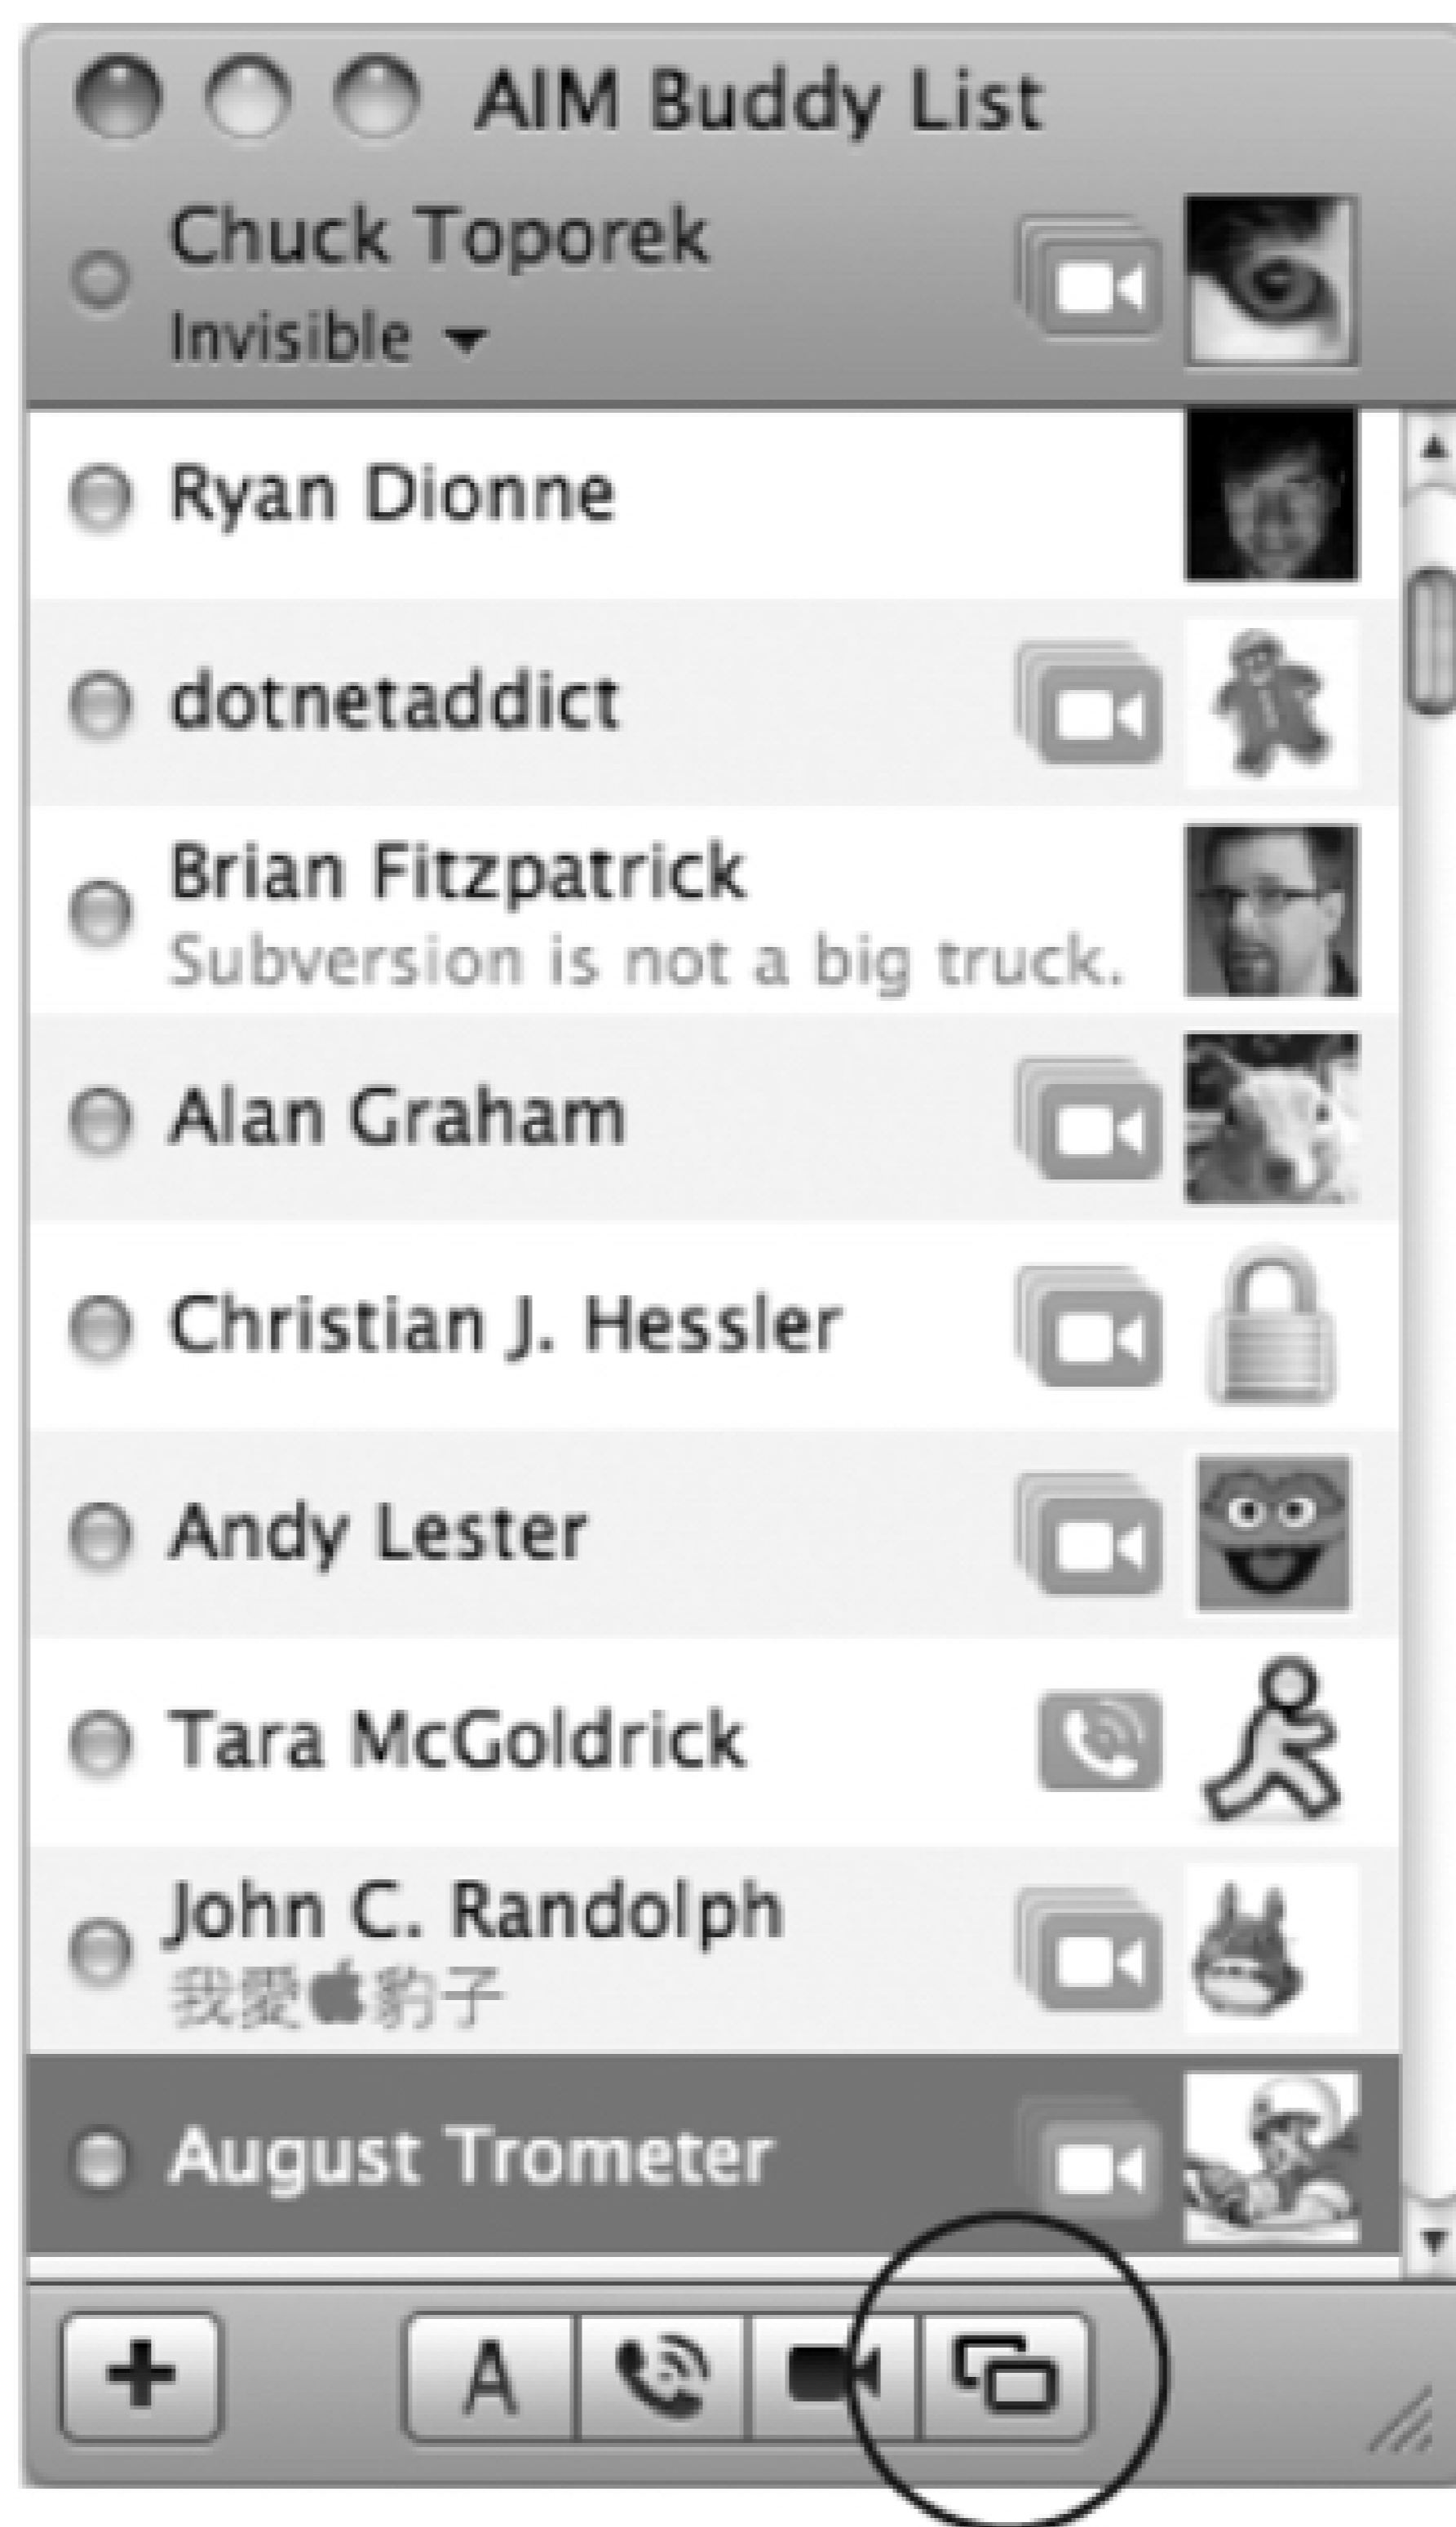 AIM Buddy List
Chuck Toporek
Invisible
Ryan Dionne
dotnetaddict
Brian Fitzpatrick
Subversion is not a big truck.
Alan Graham
Christian J. Hessler
Andy Lester
Tara McGoldrick
John C. Randolph
我愛豹子
August Trometer
A